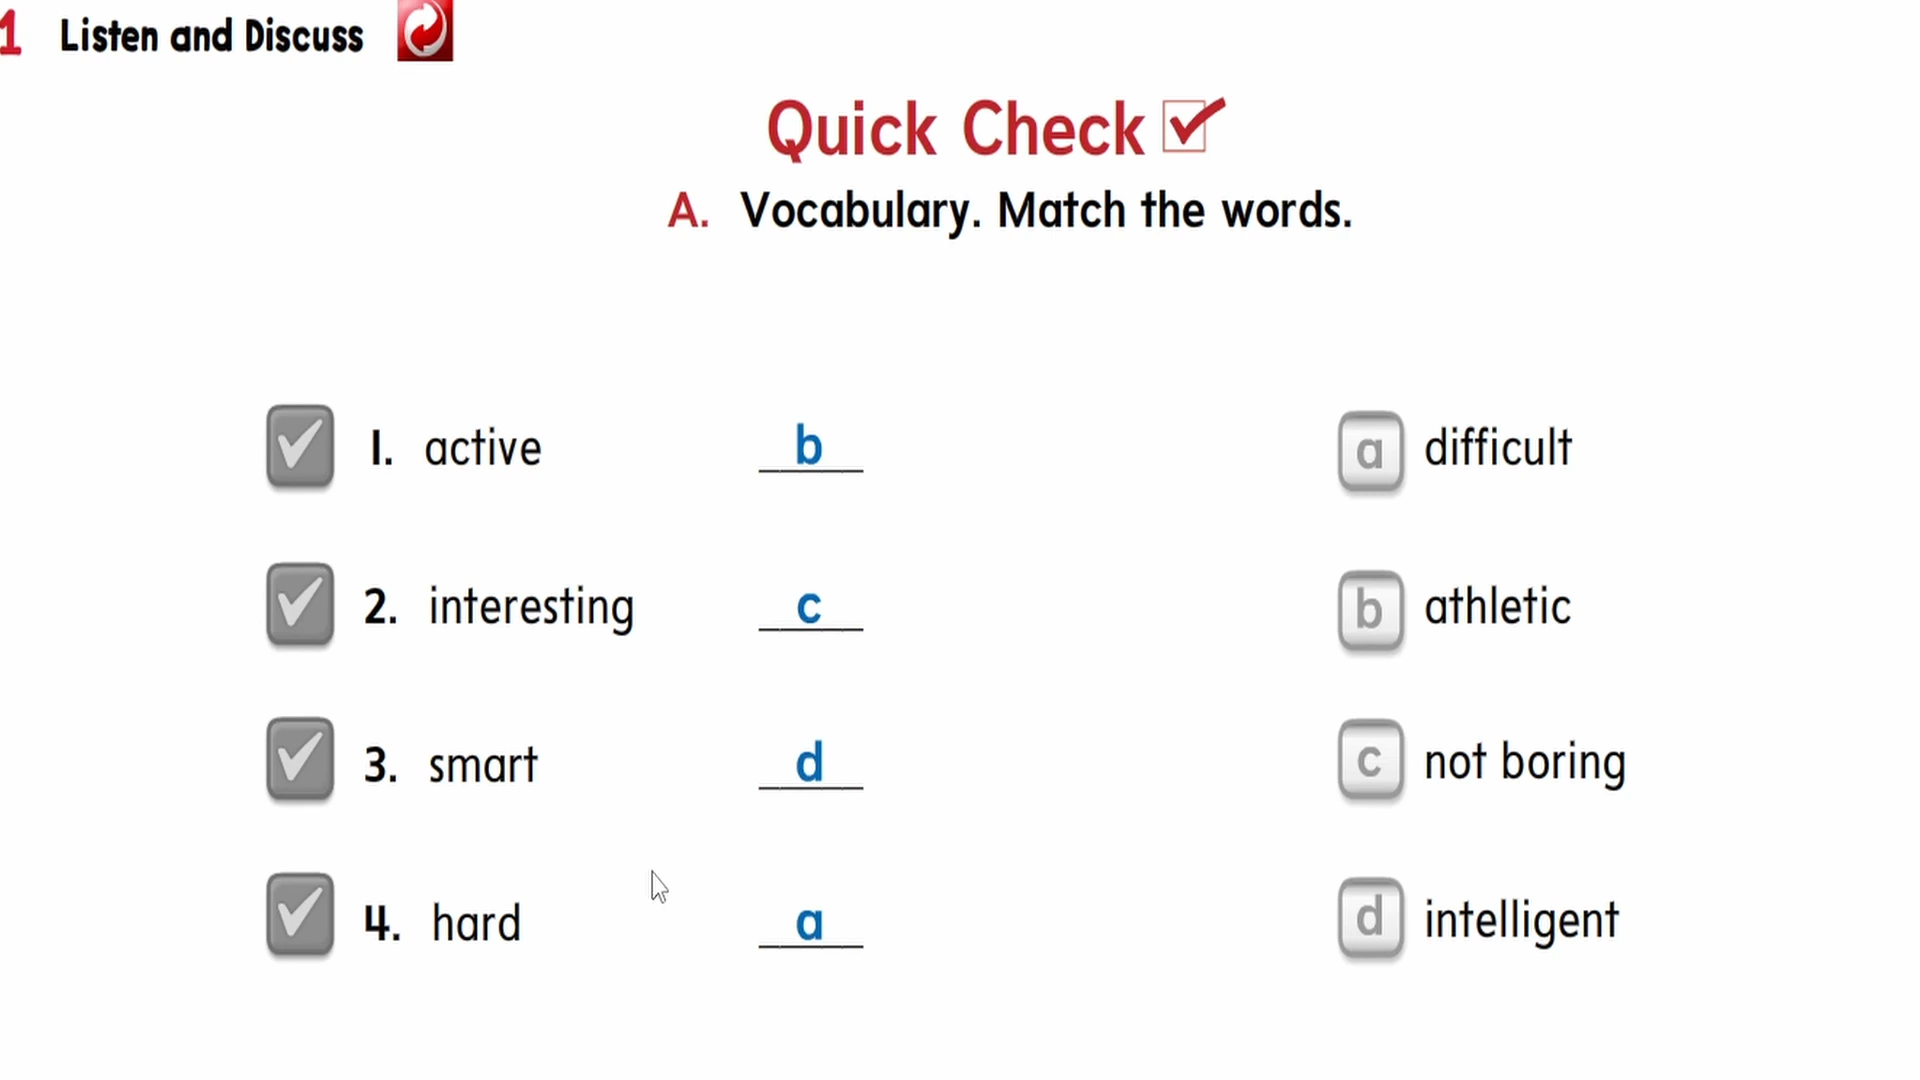 1 Listen and Discuss
Quick Check
A. Vocabulary. Match the words.
1. active b a difficult
2. interesting c b athletic
3. smart d c not boring
4. hard a d intelligent